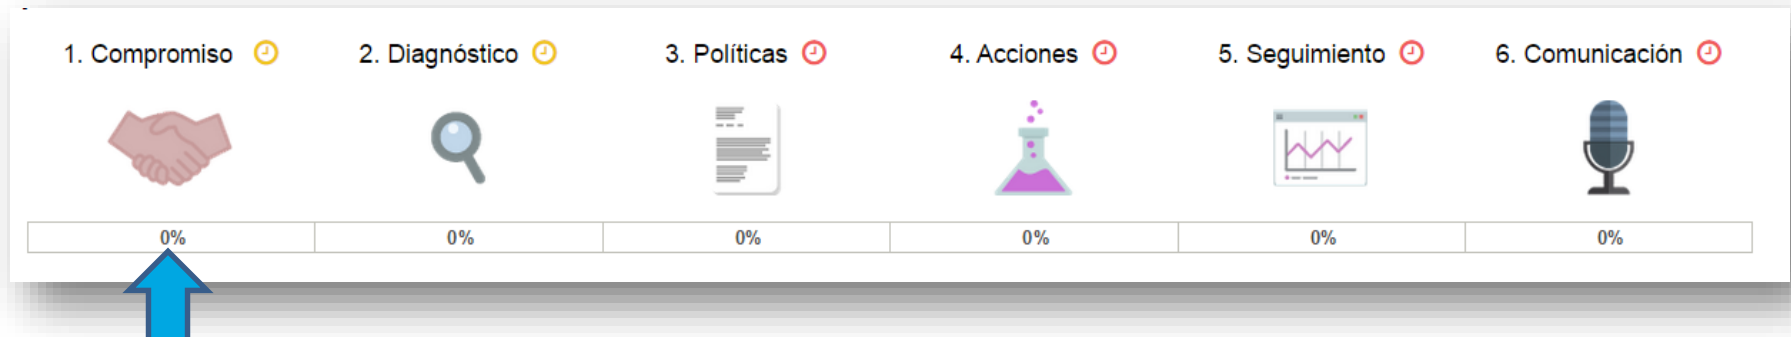 1. Compromiso 2. Diagnóstico 3. Políticas 4. Acciones 5. Seguimiento 6. Comunicación
0% 0% 0% 0% 0% 0%